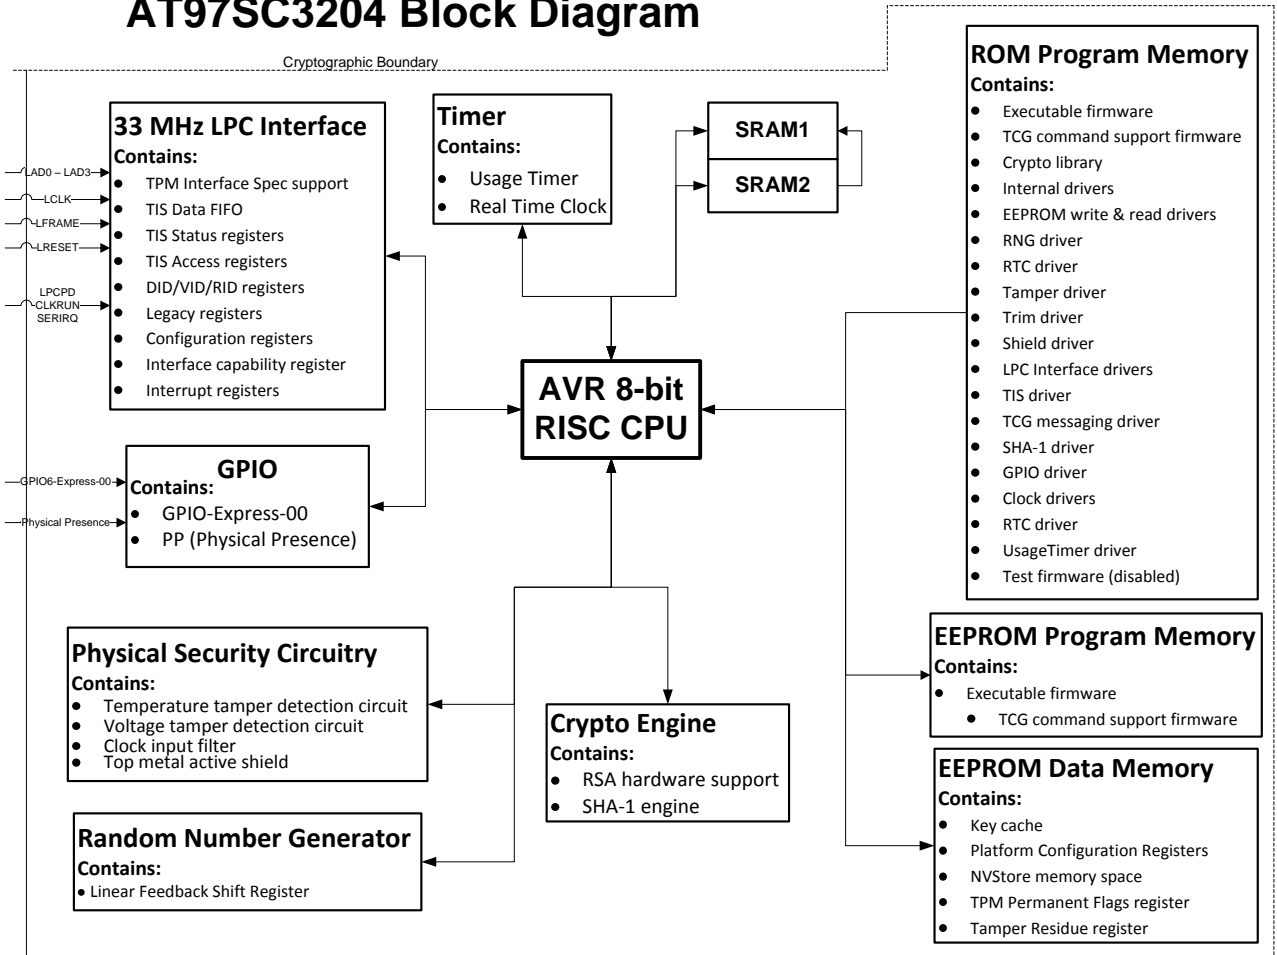 AT97SC3204 Block Diagram
Cryptographic Boundary
33 MHz LPC Interface
Contains:
● TPM Interface Spec support
● TIS Data FIFO
● TIS Status registers
● TIS Access registers
● DID/VID/RID registers
● Legacy registers
● Configuration registers
● Interface capability register
● Interrupt registers
LAD0 – LAD3
LCLK
LFRAME
LRESET
LPCPD
CLKRUN
SERIRQ
Timer
Contains:
● Usage Timer
● Real Time Clock
SRAM1
SRAM2
ROM Program Memory
Contains:
● Executable firmware
● TCG command support firmware
● Crypto library
● Internal drivers
● EEPROM write & read drivers
● RNG driver
● RTC driver
● Tamper driver
● Trim driver
● Shield driver
● LPC Interface drivers
● TIS driver
● TCG messaging driver
● SHA-1 driver
● GPIO driver
● Clock drivers
● RTC driver
● UsageTimer driver
● Test firmware (disabled)
AVR 8-bit
RISC CPU
GPIO
Contains:
● GPIO-Express-00
● PP (Physical Presence)
GPIO6-Express-00
Physical Presence
Physical Security Circuitry
Contains:
● Temperature tamper detection circuit
● Voltage tamper detection circuit
● Clock input filter
● Top metal active shield
Crypto Engine
Contains:
● RSA hardware support
● SHA-1 engine
Random Number Generator
Contains:
● Linear Feedback Shift Register
EEPROM Program Memory
Contains:
● Executable firmware
● TCG command support firmware
EEPROM Data Memory
Contains:
● Key cache
● Platform Configuration Registers
● NVStore memory space
● TPM Permanent Flags register
● Tamper Residue register